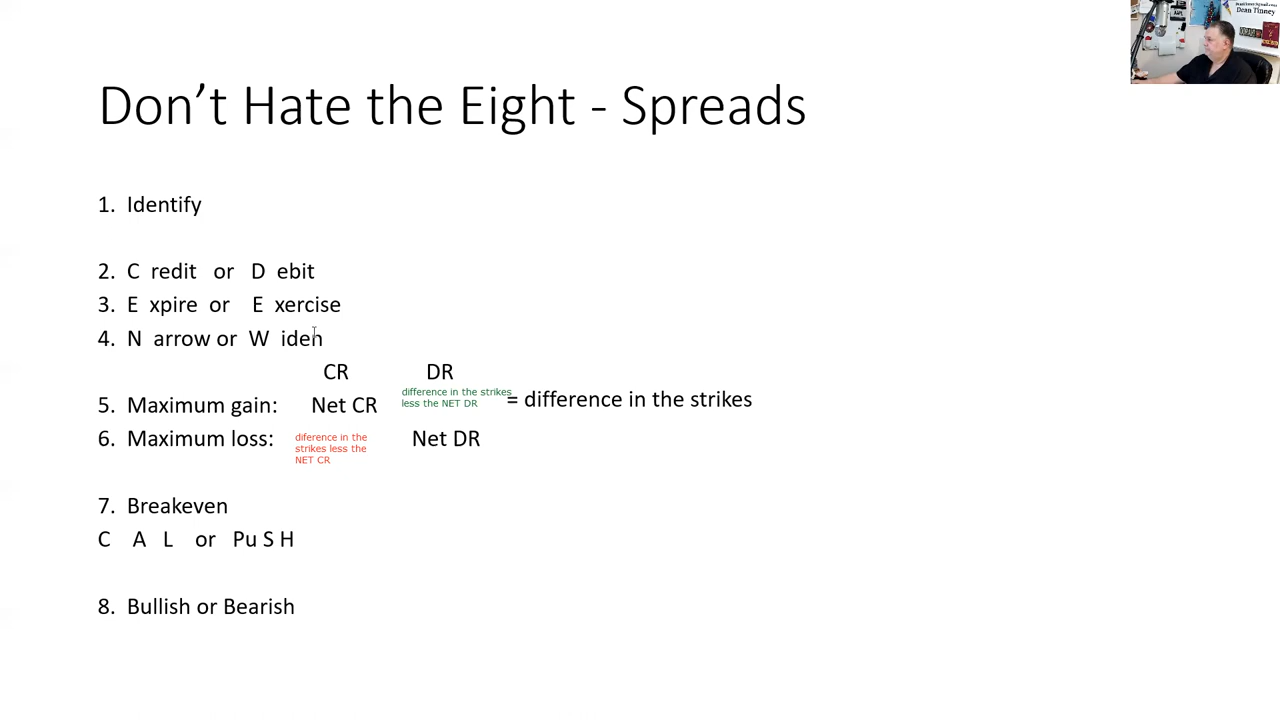 Dean Tinney
Don't Hate the Eight - Spreads
1. Identify
2. C redit or D ebit
3. E xpire or E xercise
4. N arrow or W iden
CR DR
difference in the strikes
less the NET DR
= difference in the strikes
5. Maximum gain: Net CR
6. Maximum loss: Net DR
diference in the
strikes less the
NET CR
7. Breakeven
C A L or Pu S H
8. Bullish or Bearish